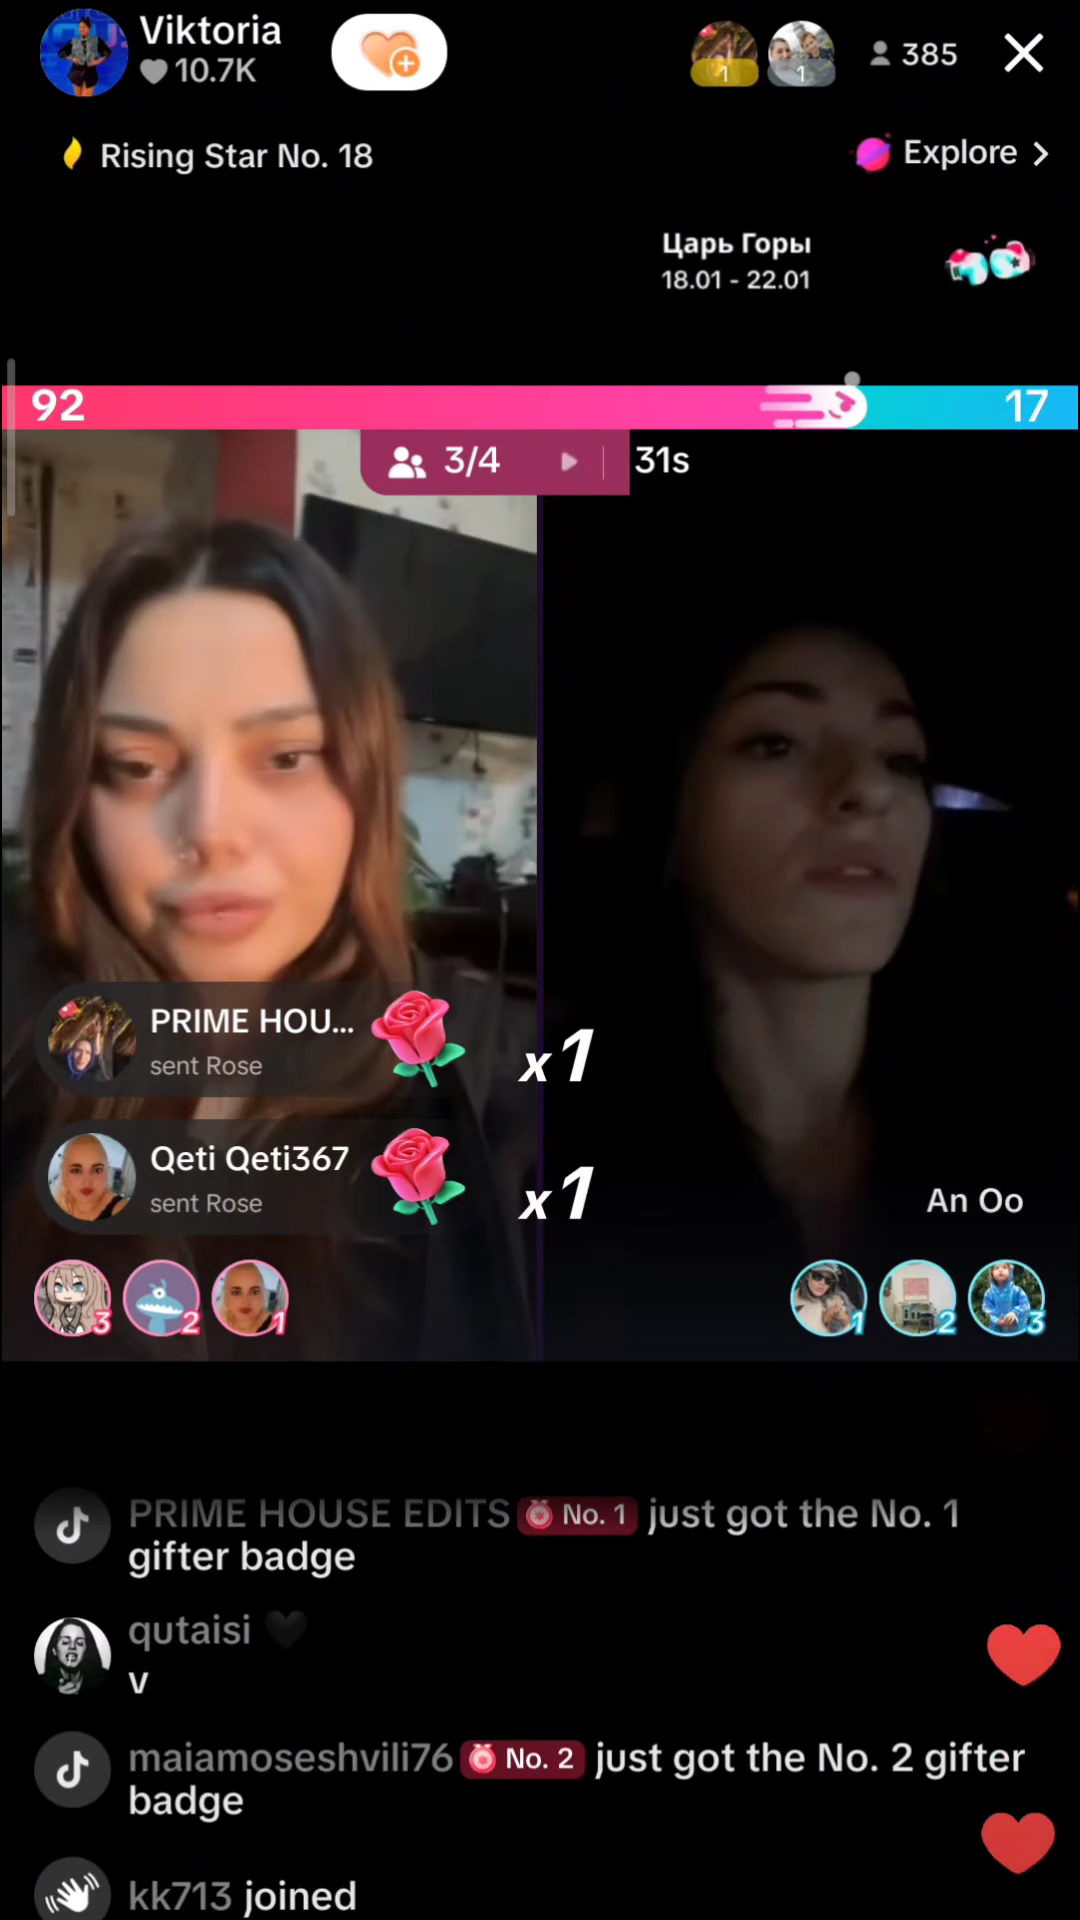 Viktoria
10.7K
1
1
385
Rising Star No. 18
Explore
Царь Горы
18.01 - 22.01
92
17
3/4
31s
PRIME HOU...
sent Rose
x1
Qeti Qeti367
sent Rose
x1
An Oo
3
2
1
1
2
3
PRIME HOUSE EDITS No. 1 just got the No. 1
gifter badge
qutaisi 🖤
v
maiamoseshvili76 No. 2 just got the No. 2 gifter
badge
kk713 joined